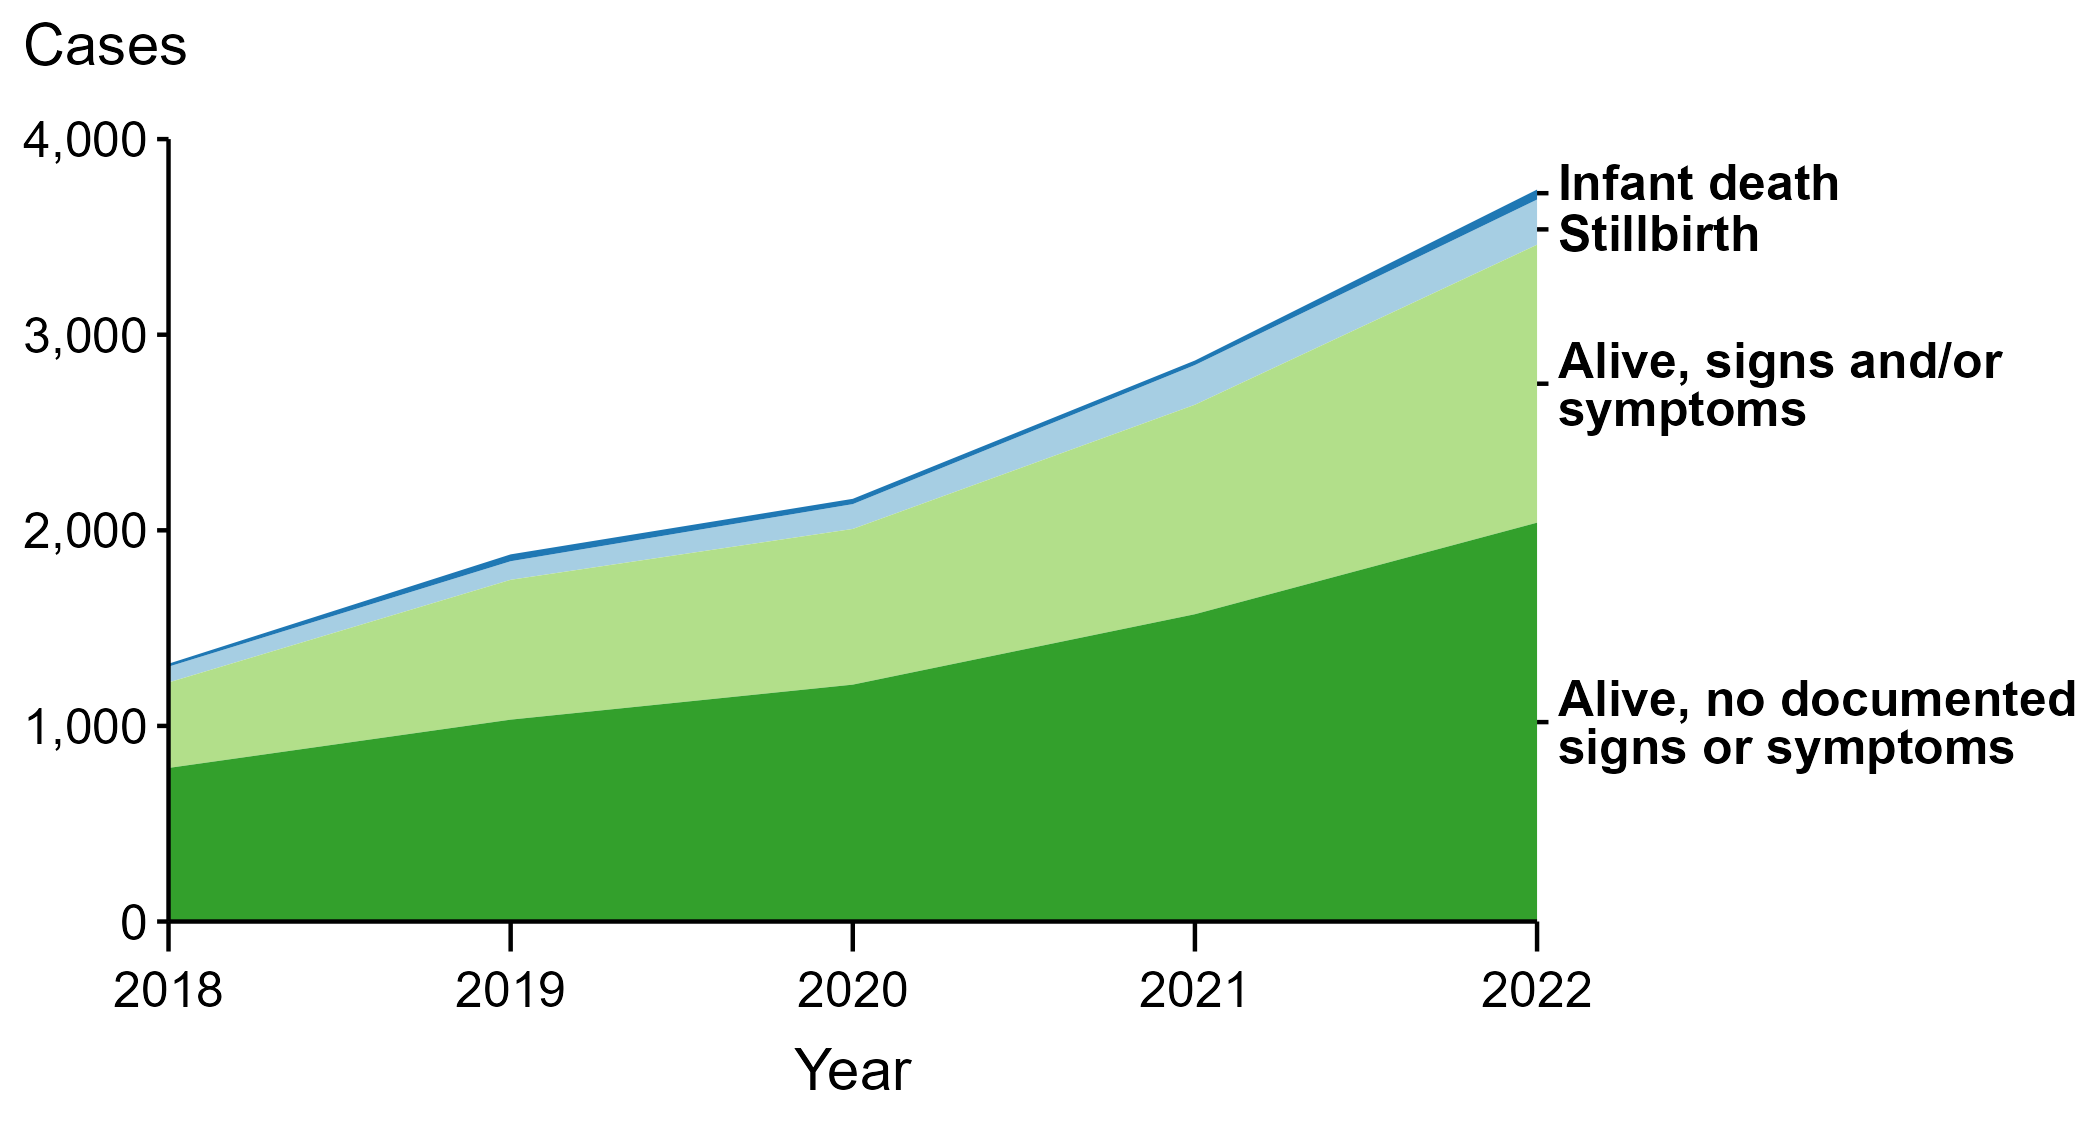 Cases
4,000
3,000
2,000
1,000
0
Infant death
Stillbirth
Alive, signs and/or
symptoms
Alive, no documented
signs or symptoms
2018 2019 2020 2021 2022
Year